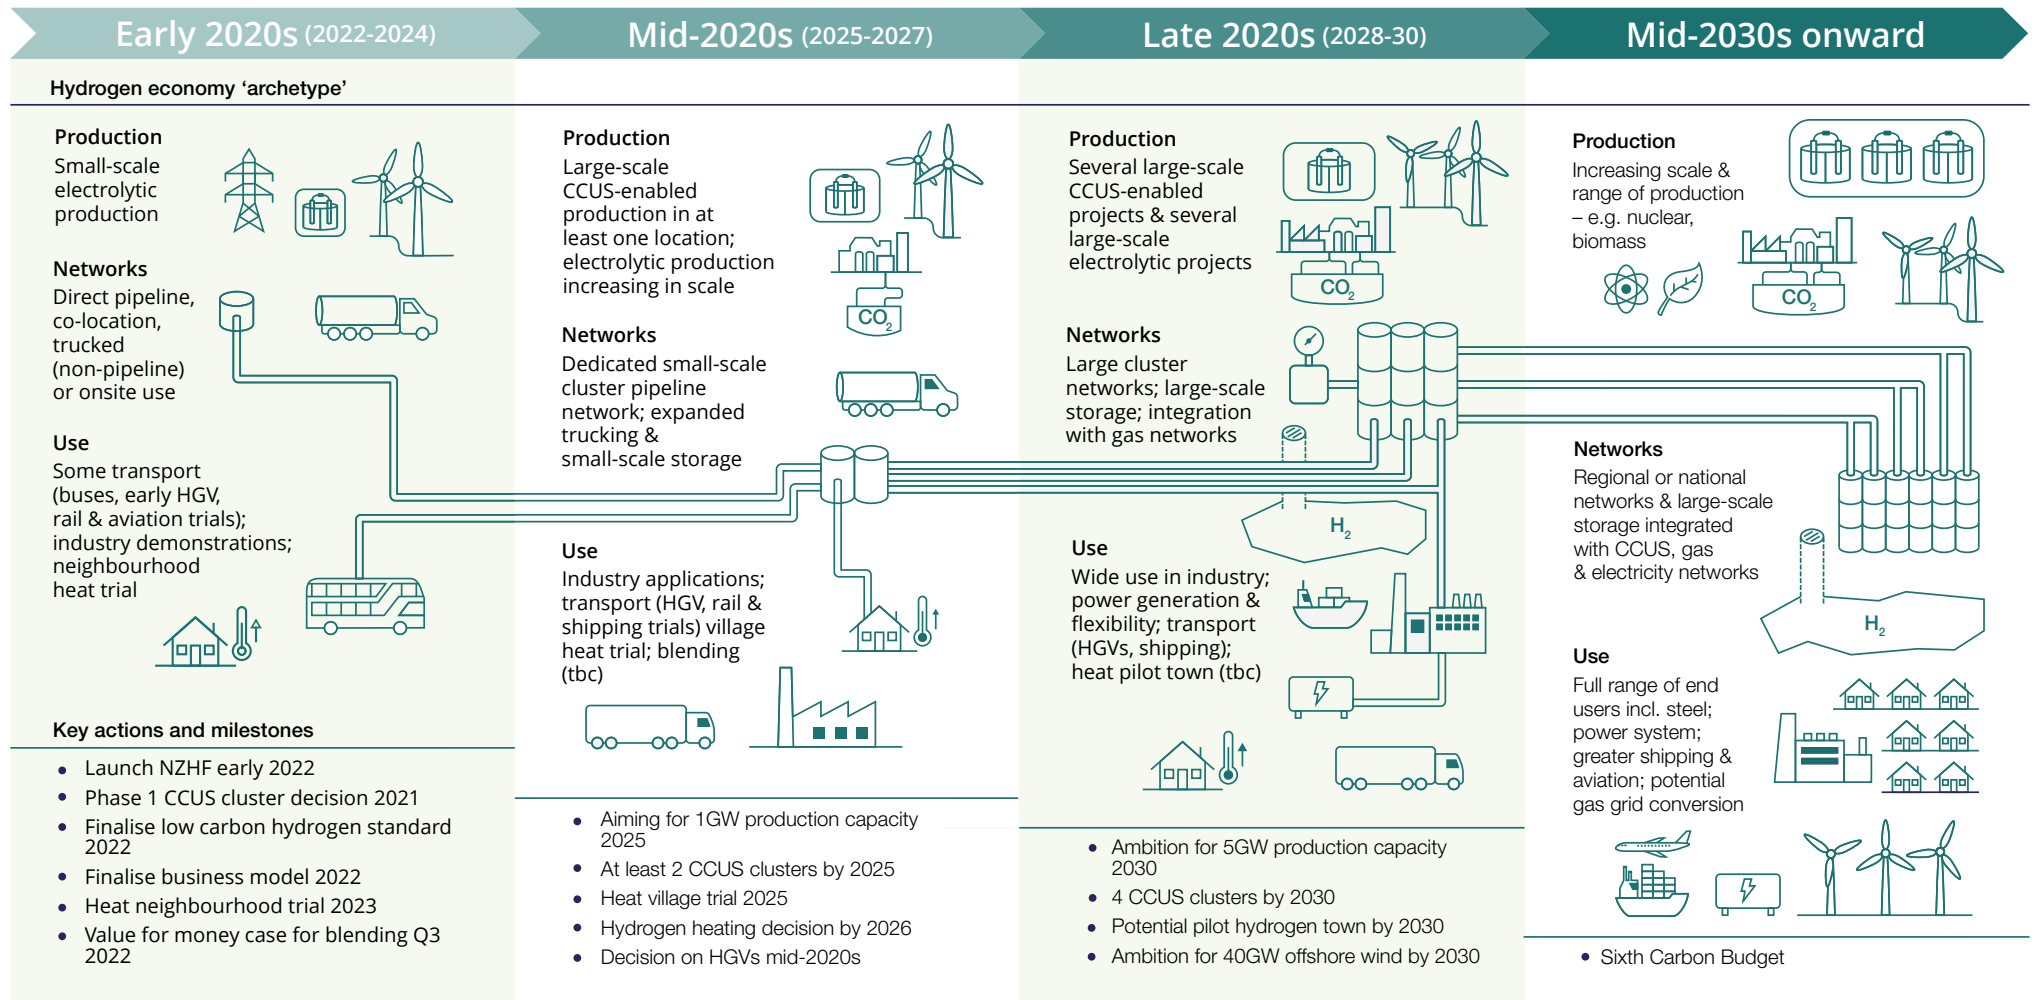 Early 2020s (2022-2024)
Mid-2020s (2025-2027)
Late 2020s (2028-30)
Mid-2030s onward
Hydrogen economy ‘archetype’
Production
Small-scale
electrolytic
production
Networks
Direct pipeline,
co-location,
trucked
(non-pipeline)
or onsite use
Use
Some transport
(buses, early HGV,
rail & aviation trials);
industry demonstrations;
neighbourhood
heat trial
Key actions and milestones
• Launch NZHF early 2022
• Phase 1 CCUS cluster decision 2021
• Finalise low carbon hydrogen standard
2022
• Finalise business model 2022
• Heat neighbourhood trial 2023
• Value for money case for blending Q3
2022
Production
Large-scale
CCUS-enabled
production in at
least one location;
electrolytic production
increasing in scale
CO2
Networks
Dedicated small-scale
cluster pipeline
network; expanded
trucking &
small-scale storage
Use
Industry applications;
transport (HGV, rail &
shipping trials) village
heat trial; blending
(tbc)
• Aiming for 1GW production capacity
2025
• At least 2 CCUS clusters by 2025
• Heat village trial 2025
• Hydrogen heating decision by 2026
• Decision on HGVs mid-2020s
Production
Several large-scale
CCUS-enabled
projects & several
large-scale
electrolytic projects
CO2
Networks
Large cluster
networks; large-scale
storage; integration
with gas networks
H2
Use
Wide use in industry;
power generation &
flexibility; transport
(HGVs, shipping);
heat pilot town (tbc)
• Ambition for 5GW production capacity
2030
• 4 CCUS clusters by 2030
• Potential pilot hydrogen town by 2030
• Ambition for 40GW offshore wind by 2030
Production
Increasing scale &
range of production
– e.g. nuclear,
biomass
CO2
Networks
Regional or national
networks & large-scale
storage integrated
with CCUS, gas
& electricity networks
H2
Use
Full range of end
users incl. steel;
power system;
greater shipping &
aviation; potential
gas grid conversion
• Sixth Carbon Budget